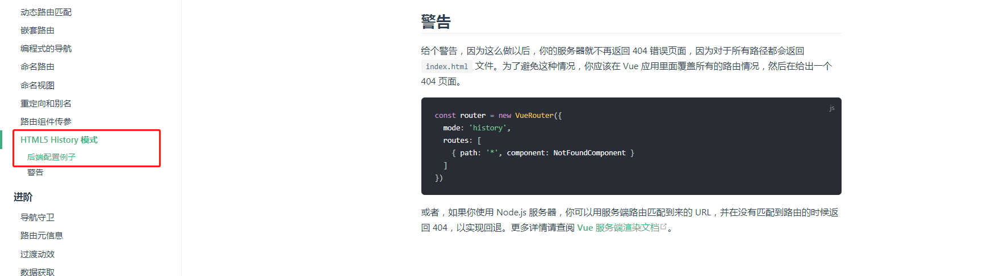 动态路由匹配
嵌套路由
编程式的导航
命名路由
命名视图
重定向和别名
路由组件传参
HTML5 History 模式
后端配置例子
警告
进阶
导航守卫
路由元信息
过渡动效
数据获取
警告
给个警告，因为这么做以后，你的服务器就不再返回 404 错误页面，因为对于所有路径都会返回
index.html 文件。为了避免这种情况，你应该在 Vue 应用里面覆盖所有的路由情况，然后在给出一个
404 页面。
js
const router = new VueRouter({
  mode: 'history',
  routes: [
    { path: '*', component: NotFoundComponent }
  ]
})
或者，如果你使用 Node.js 服务器，你可以用服务端路由匹配到来的 URL，并在没有匹配到路由的时候返
回 404，以实现回退。更多详情请查阅 Vue 服务端渲染文档。